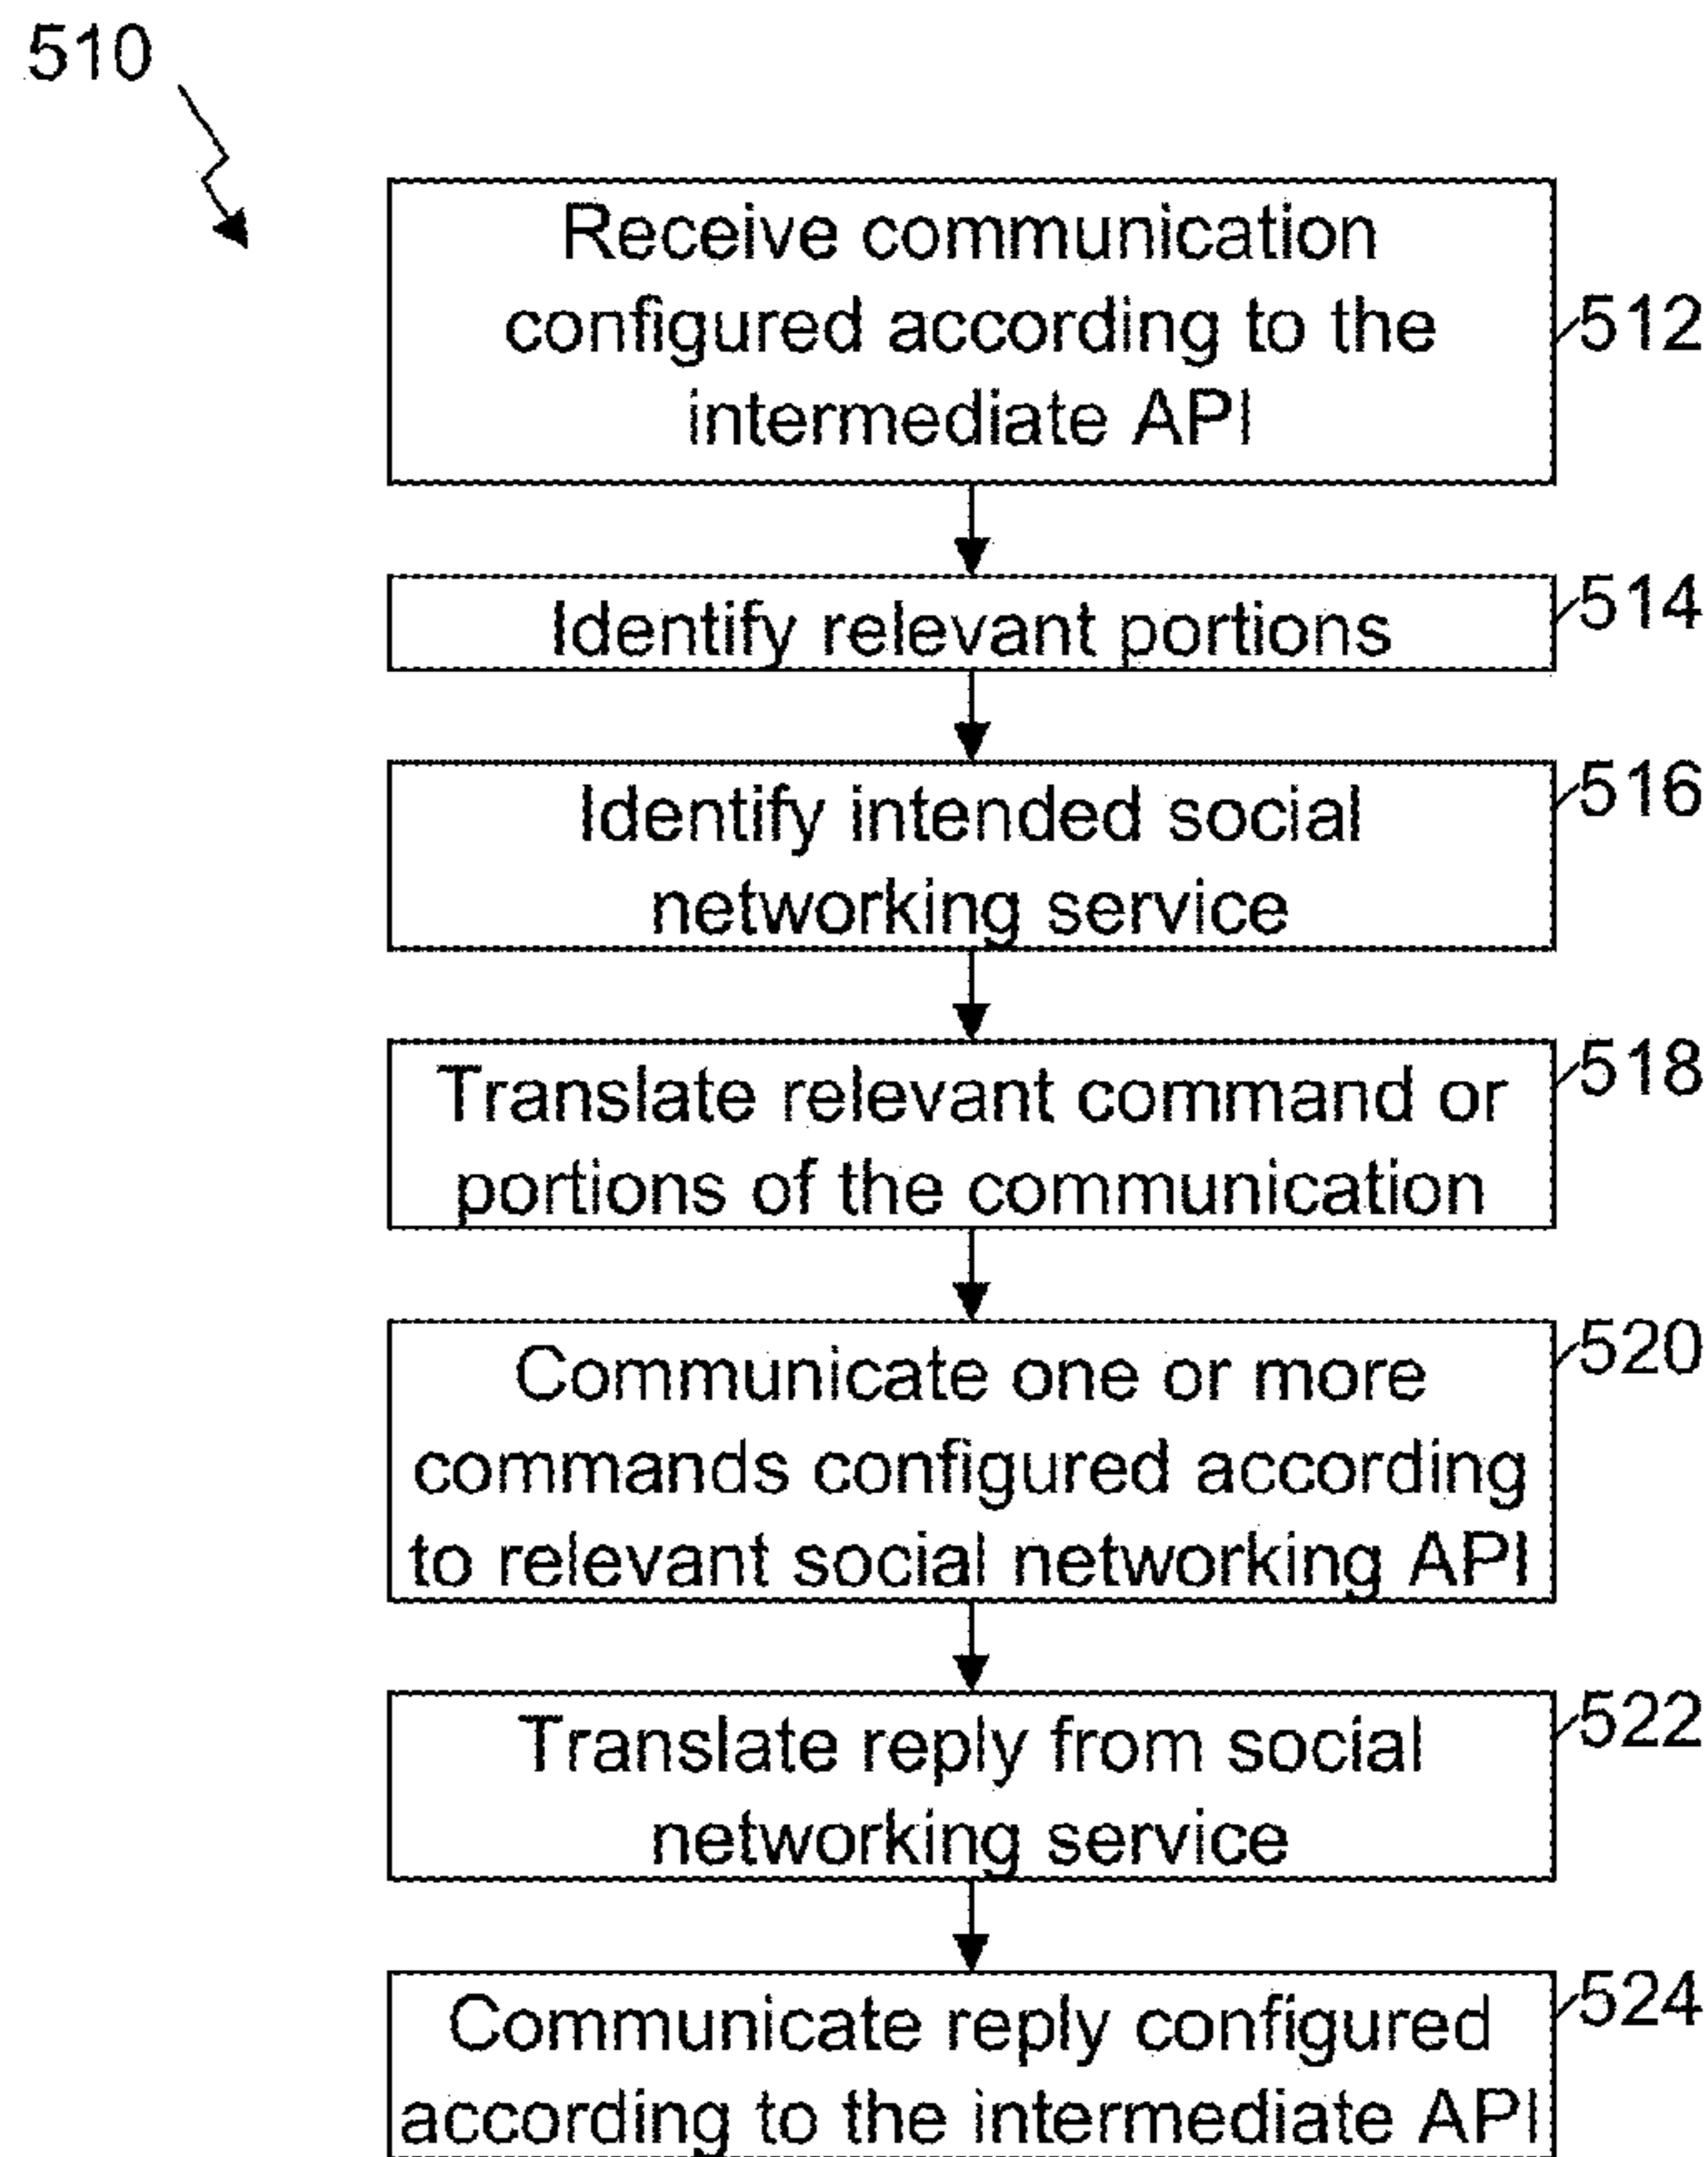 510
Receive communication
configured according to the
intermediate API
512
Identify relevant portions
514
Identify intended social
networking service
516
Translate relevant command or
portions of the communication
518
Communicate one or more
commands configured according
to relevant social networking API
520
Translate reply from social
networking service
522
Communicate reply configured
according to the intermediate API
524